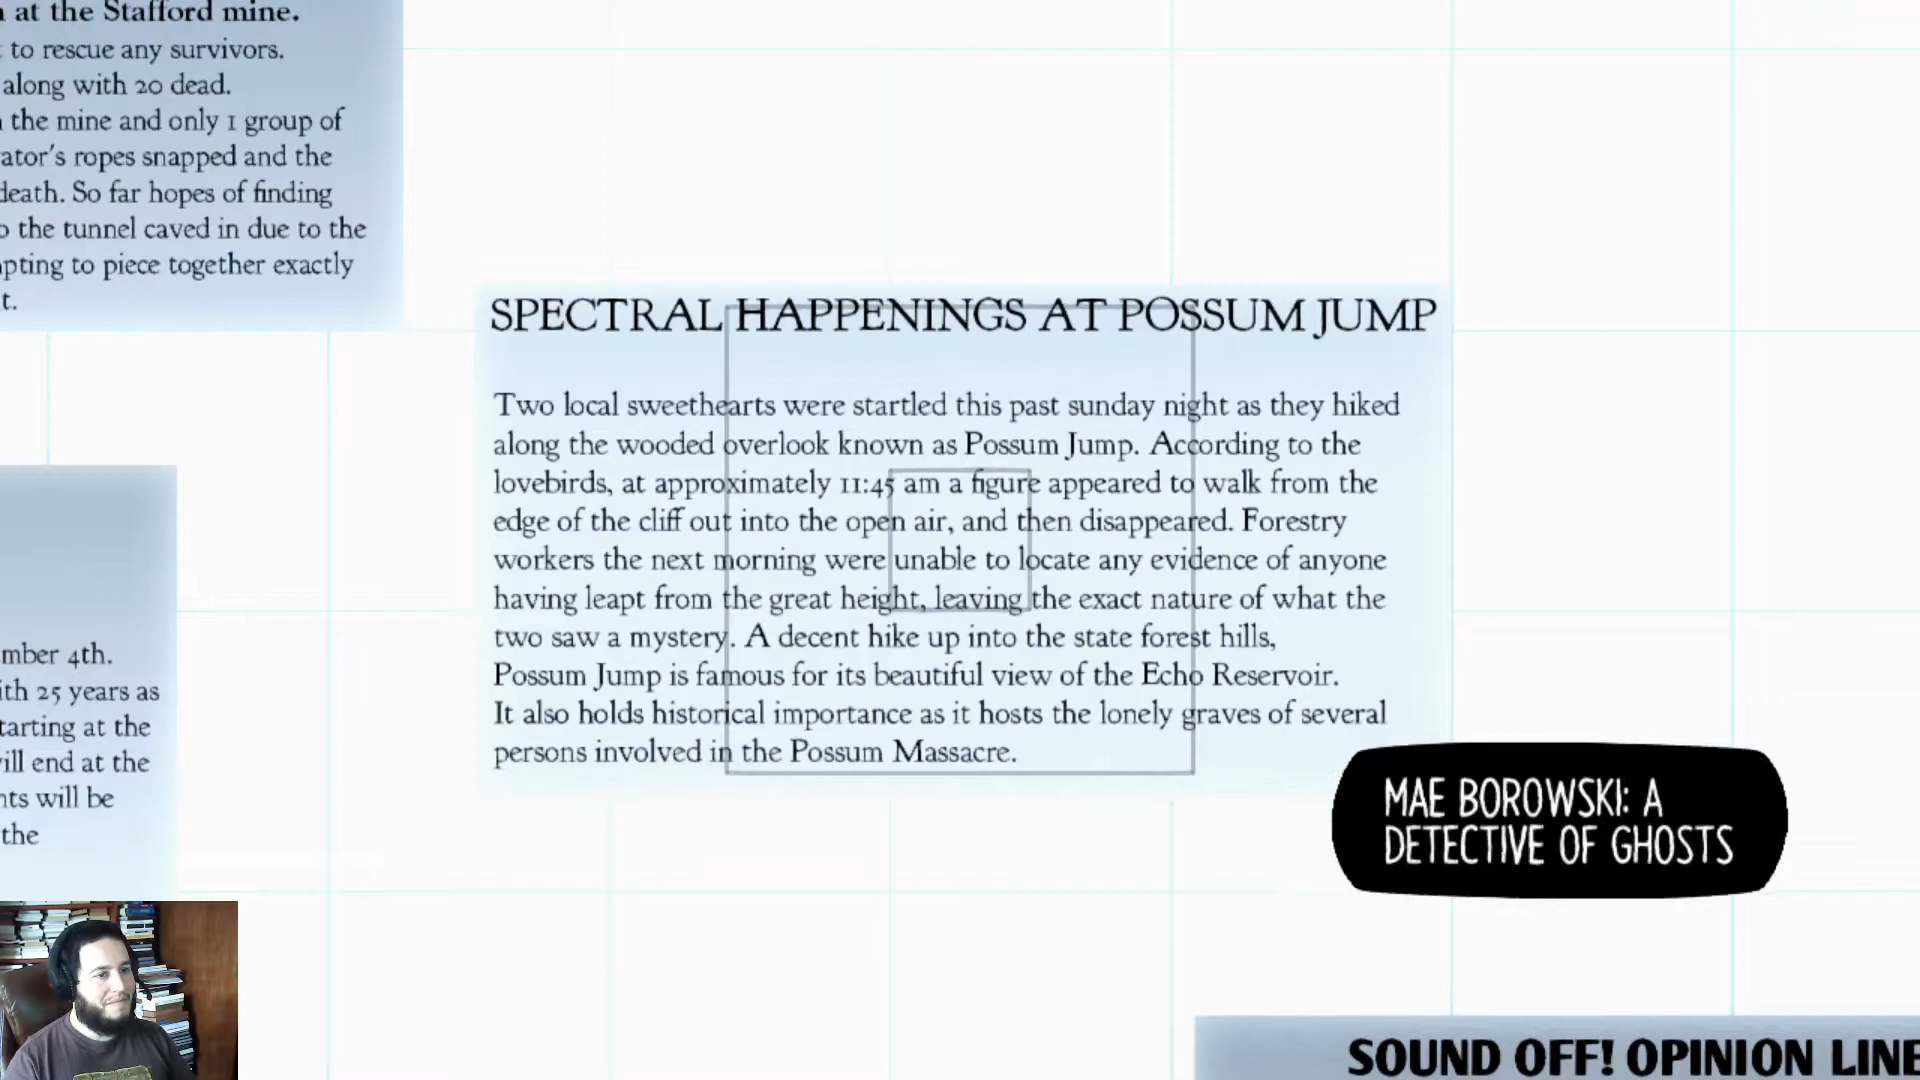 at the Stafford mine.
to rescue any survivors.
along with 20 dead.
the mine and only 1 group of
ator's ropes snapped and the
death. So far hopes of finding
the tunnel caved in due to the
pting to piece together exactly
t.
SPECTRAL HAPPENINGS AT POSSUM JUMP
Two local sweethearts were startled this past sunday night as they hiked
along the wooded overlook known as Possum Jump. According to the
lovebirds, at approximately 11:45 am a figure appeared to walk from the
edge of the cliff out into the open air, and then disappeared. Forestry
workers the next morning were unable to locate any evidence of anyone
having leapt from the great height, leaving the exact nature of what the
two saw a mystery. A decent hike up into the state forest hills,
Possum Jump is famous for its beautiful view of the Echo Reservoir.
It also holds historical importance as it hosts the lonely graves of several
persons involved in the Possum Massacre.
mber 4th.
ith 25 years as
tarting at the
ill end at the
nts will be
the
MAE BOROWSKI: A
DETECTIVE OF GHOSTS
SOUND OFF! OPINION LINE